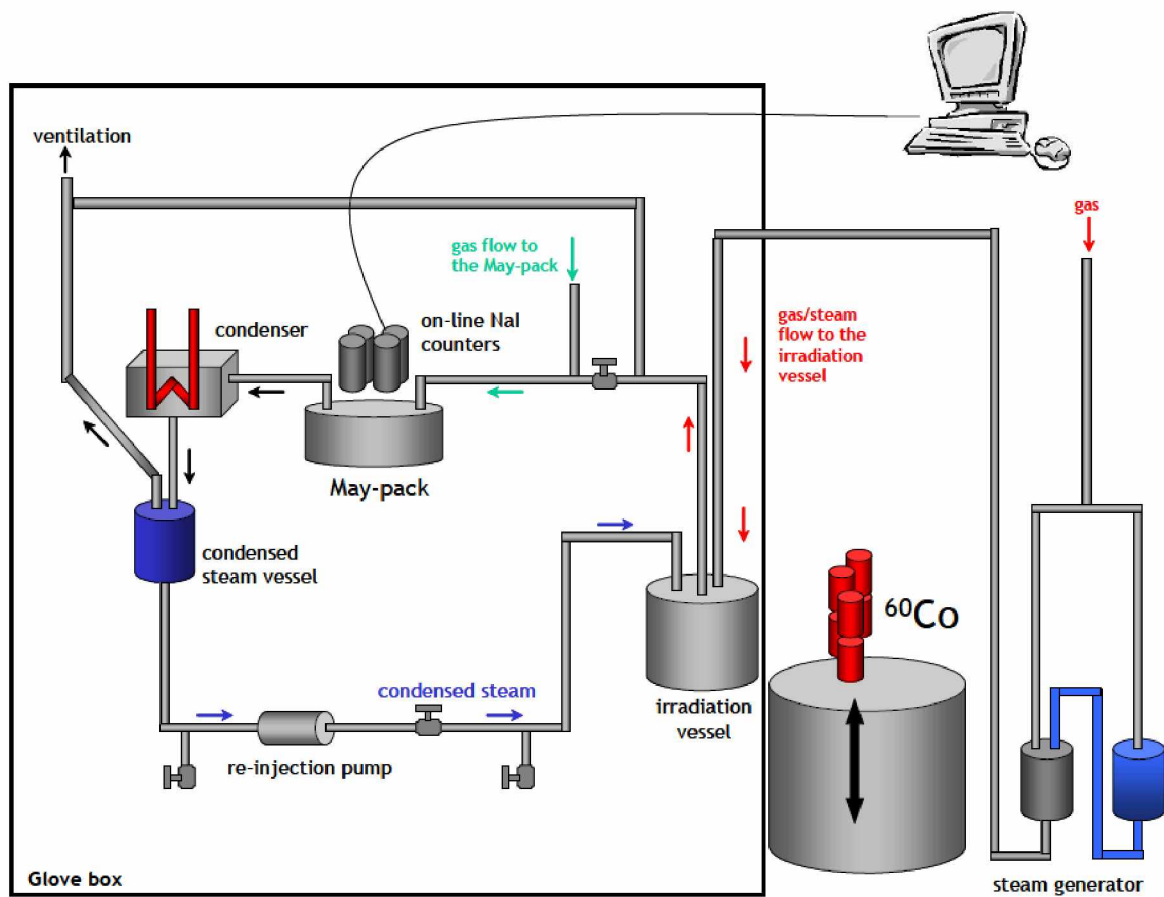 ventilation
gas
gas flow to
the May-pack
condenser
on-line NaI
counters
gas/steam
flow to the
irradiation
vessel
May-pack
condensed
steam vessel
60Co
condensed steam
irradiation
vessel
re-injection pump
Glove box
steam generator